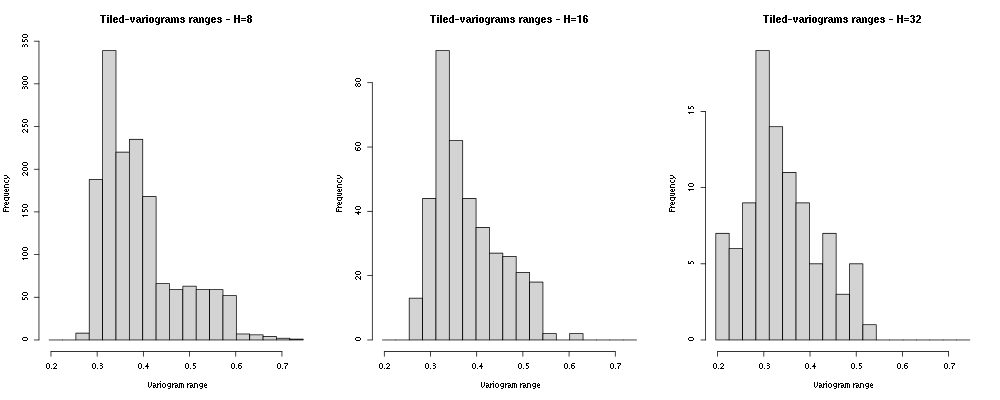 Tiled-variograms ranges - H=8
Frequency
0 50 100 150 200 250 300 350
0.2 0.3 0.4 0.5 0.6 0.7
Variogram range
Tiled-variograms ranges - H=16
Frequency
0 20 40 60 80
0.2 0.3 0.4 0.5 0.6 0.7
Variogram range
Tiled-variograms ranges - H=32
Frequency
0 5 10 15
0.2 0.3 0.4 0.5 0.6 0.7
Variogram range